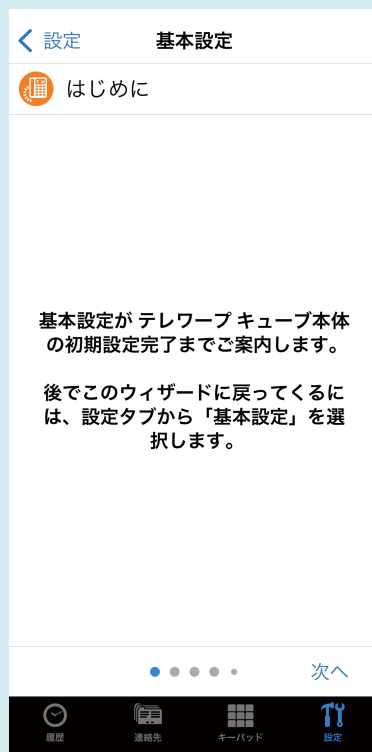 設定 基本設定
はじめに
基本設定が テレワープ キューブ本体
の初期設定完了までご案内します。
後でこのウィザードに戻ってくるに
は、設定タブから「基本設定」を選
択します。
次へ
履歴 連絡先 キーパッド 設定